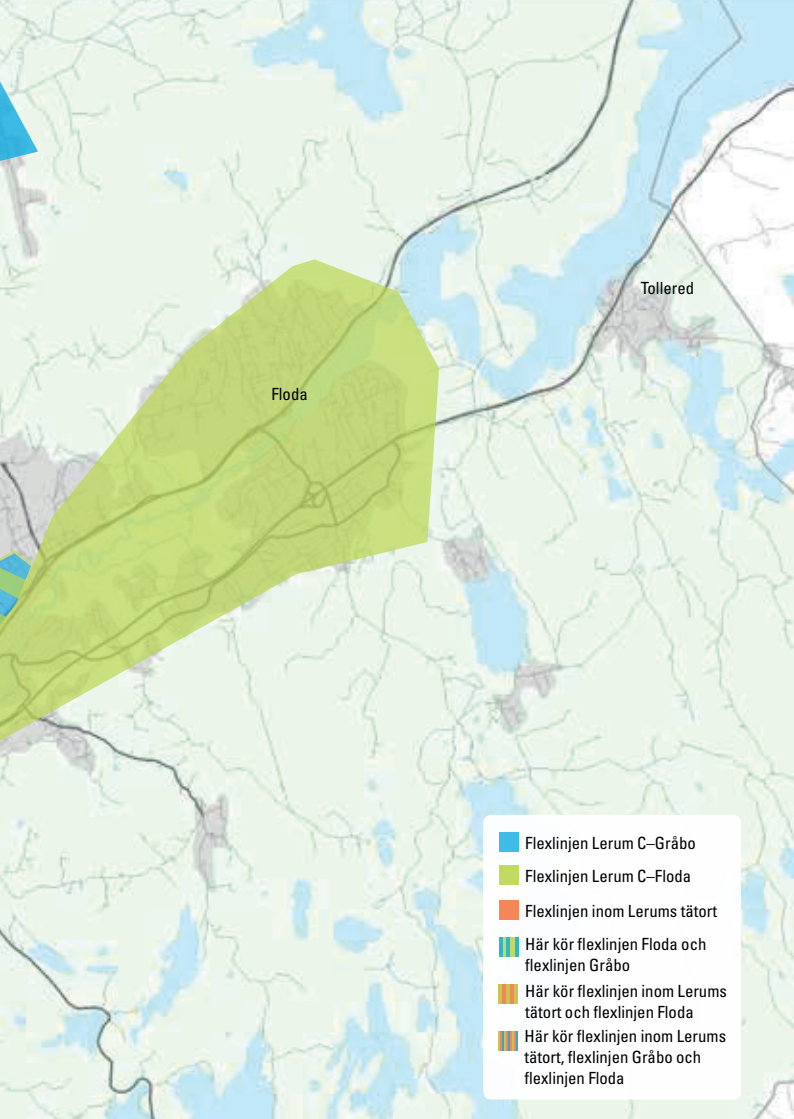 Tollered
Floda
Flexlinjen Lerum C–Gråbo
Flexlinjen Lerum C–Floda
Flexlinjen inom Lerums tätort
Här kör flexlinjen Floda och
flexlinjen Gråbo
Här kör flexlinjen inom Lerums
tätort och flexlinjen Floda
Här kör flexlinjen inom Lerums
tätort, flexlinjen Gråbo och
flexlinjen Floda